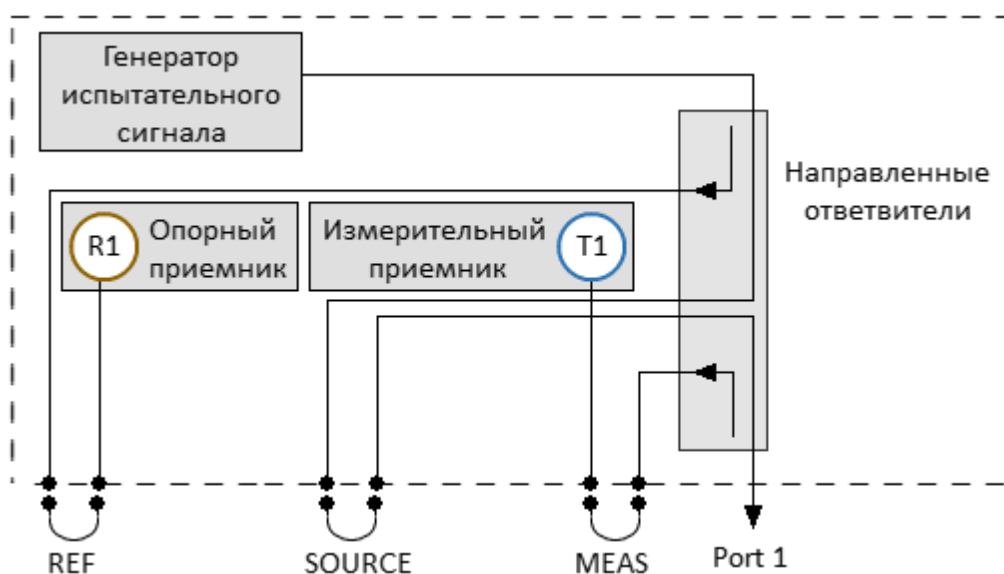 Генератор
испытательного
сигнала
Направленные
ответвители
R1
Опорный
приемник
Измерительный
приемник
T1
REF
SOURCE
MEAS
Port 1